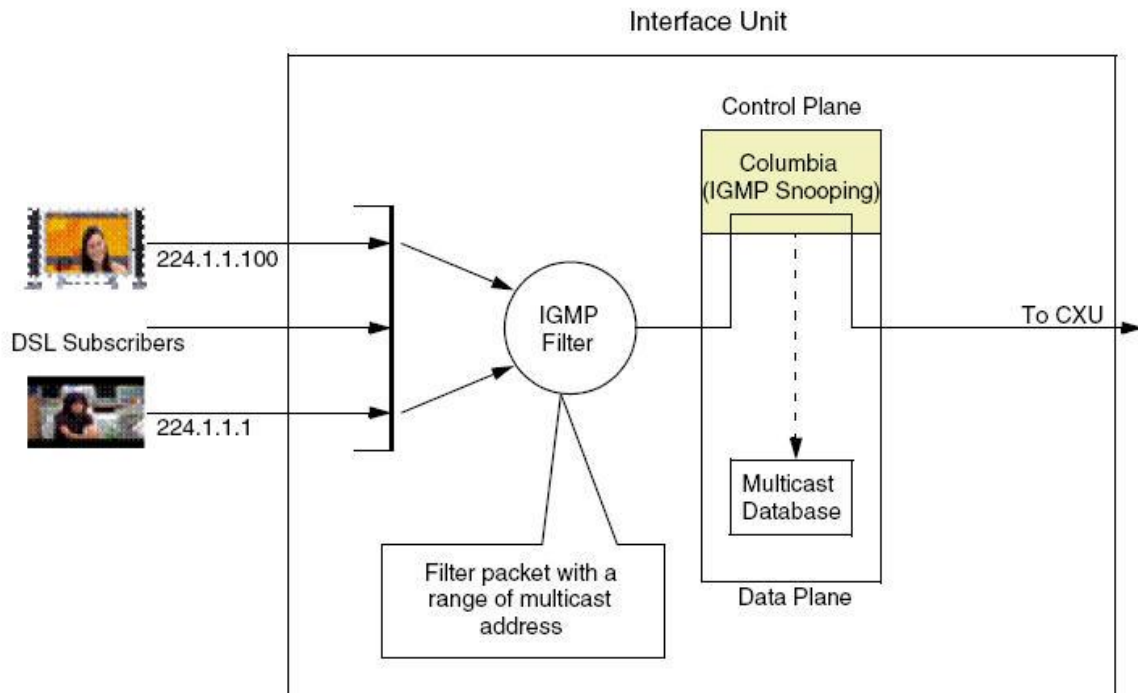 Interface Unit
Control Plane
Columbia
(IGMP Snooping)
224.1.1.100
DSL Subscribers
224.1.1.1
IGMP
Filter
To CXU
Multicast
Database
Filter packet with a
range of multicast
address
Data Plane